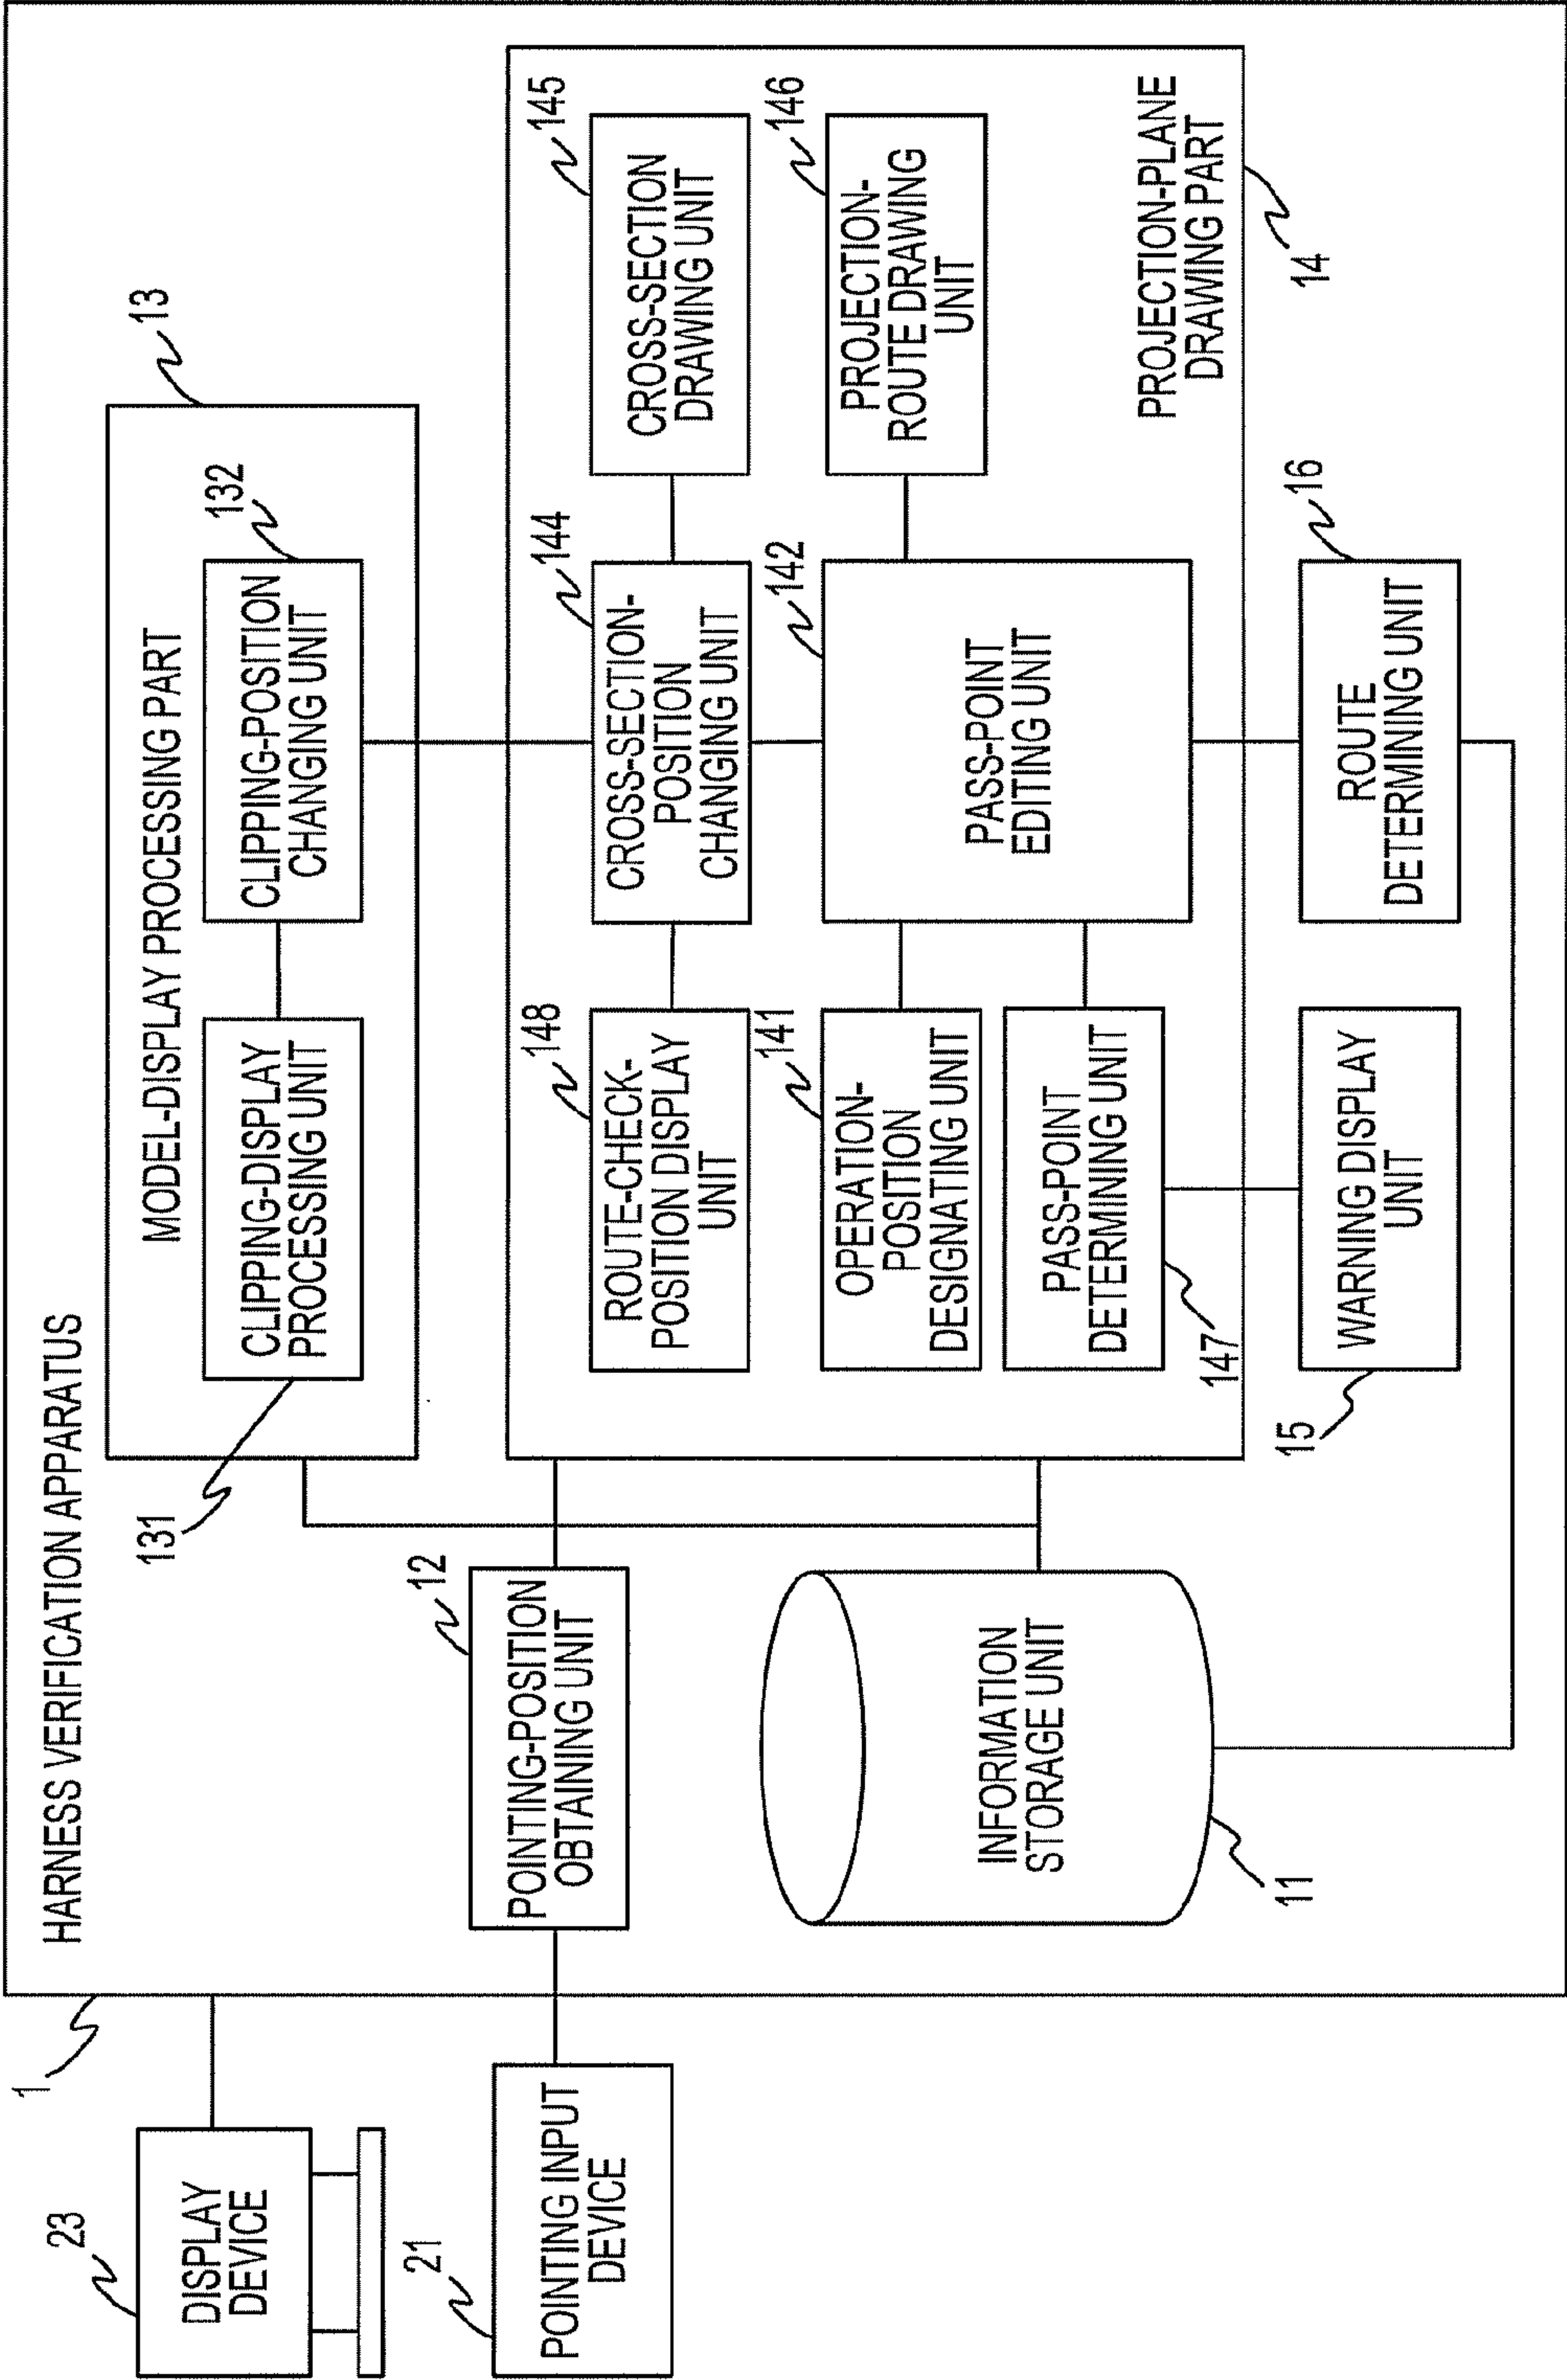 HARNESS VERIFICATION APPARATUS
1
23
DISPLAY
DEVICE
21
POINTING INPUT
DEVICE
12
POINTING-POSITION
OBTAINING UNIT
INFORMATION
STORAGE UNIT
11
13
MODEL-DISPLAY PROCESSING PART
131
CLIPPING-DISPLAY
PROCESSING UNIT
132
CLIPPING-POSITION
CHANGING UNIT
148
ROUTE-CHECK-
POSITION DISPLAY
UNIT
144
CROSS-SECTION-
POSITION
CHANGING UNIT
145
CROSS-SECTION
DRAWING UNIT
141
OPERATION-
POSITION
DESIGNATING UNIT
142
PASS-POINT
EDITING UNIT
146
PROJECTION-
ROUTE DRAWING
UNIT
PASS-POINT
DETERMINING UNIT
147
PROJECTION-PLANE
DRAWING PART
14
15
WARNING DISPLAY
UNIT
16
ROUTE
DETERMINING UNIT